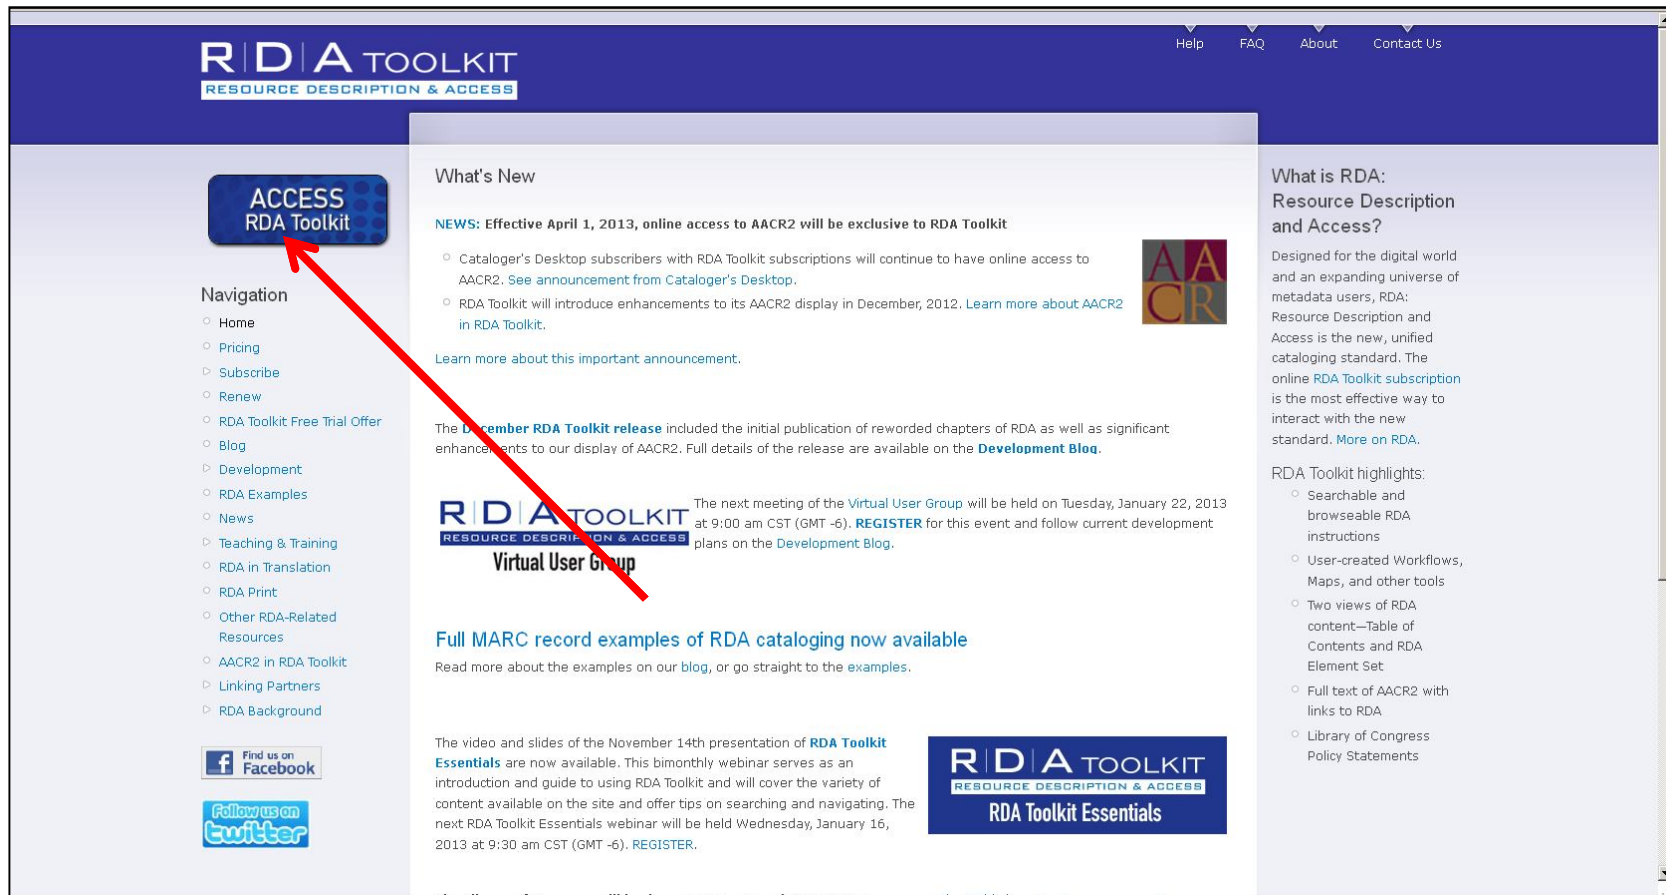 Help FAQ About Contact Us
R|D|A TOOLKIT
RESOURCE DESCRIPTION & ACCESS
ACCESS
RDA Toolkit
Navigation
Home
Pricing
Subscribe
Renew
RDA Toolkit Free Trial Offer
Blog
Development
RDA Examples
News
Teaching & Training
RDA in Translation
RDA Print
Other RDA-Related
Resources
AACR2 in RDA Toolkit
Linking Partners
RDA Background
Find us on
Facebook
Follow us on
twitter
What's New
NEWS: Effective April 1, 2013, online access to AACR2 will be exclusive to RDA Toolkit
Cataloger's Desktop subscribers with RDA Toolkit subscriptions will continue to have online access to
AACR2. See announcement from Cataloger's Desktop.
RDA Toolkit will introduce enhancements to its AACR2 display in December, 2012. Learn more about AACR2
in RDA Toolkit.
AA
CR
Learn more about this important announcement.
The December RDA Toolkit release included the initial publication of reworded chapters of RDA as well as significant
enhancements to our display of AACR2. Full details of the release are available on the Development Blog.
R|D|A TOOLKIT
RESOURCE DESCRIPTION & ACCESS
Virtual User Group
The next meeting of the Virtual User Group will be held on Tuesday, January 22, 2013
at 9:00 am CST (GMT -6). REGISTER for this event and follow current development
plans on the Development Blog.
Full MARC record examples of RDA cataloging now available
Read more about the examples on our blog, or go straight to the examples.
The video and slides of the November 14th presentation of RDA Toolkit
Essentials are now available. This bimonthly webinar serves as an
introduction and guide to using RDA Toolkit and will cover the variety of
content available on the site and offer tips on searching and navigating. The
next RDA Toolkit Essentials webinar will be held Wednesday, January 16,
2013 at 9:30 am CST (GMT -6). REGISTER.
R|D|A TOOLKIT
RESOURCE DESCRIPTION & ACCESS
RDA Toolkit Essentials
What is RDA:
Resource Description
and Access?
Designed for the digital world
and an expanding universe of
metadata users, RDA:
Resource Description and
Access is the new, unified
cataloging standard. The
online RDA Toolkit subscription
is the most effective way to
interact with the new
standard. More on RDA.
RDA Toolkit highlights:
Searchable and
browseable RDA
instructions
User-created Workflows,
Maps, and other tools
Two views of RDA
content—Table of
Contents and RDA
Element Set
Full text of AACR2 with
links to RDA
Library of Congress
Policy Statements